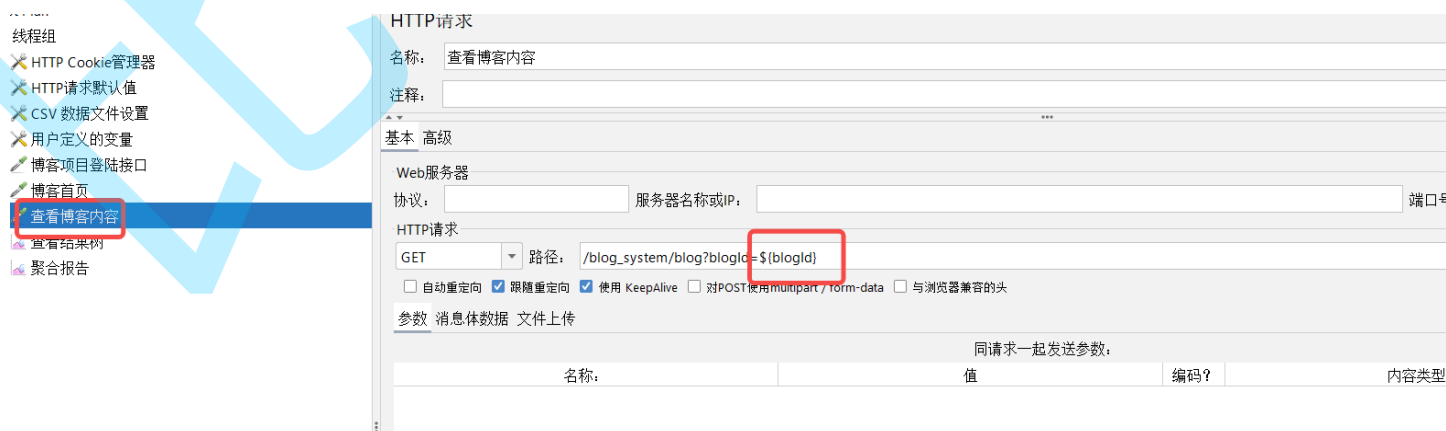 HTTP请求
线程组
HTTP Cookie管理器
HTTP请求默认值
CSV 数据文件设置
用户定义的变量
博客项目登陆接口
博客首页
查看博客内容
查看结果树
聚合报告
名称： 查看博客内容
注释：
基本 高级
Web服务器
协议： 服务器名称或IP： 端口号
HTTP请求
GET 路径： /blog_system/blog?blogId=${blogId}
自动重定向 跟随重定向 使用 KeepAlive 对POST使用multipart / form-data 与浏览器兼容的头
参数 消息体数据 文件上传
同请求一起发送参数：
名称： 值 编码？ 内容类型